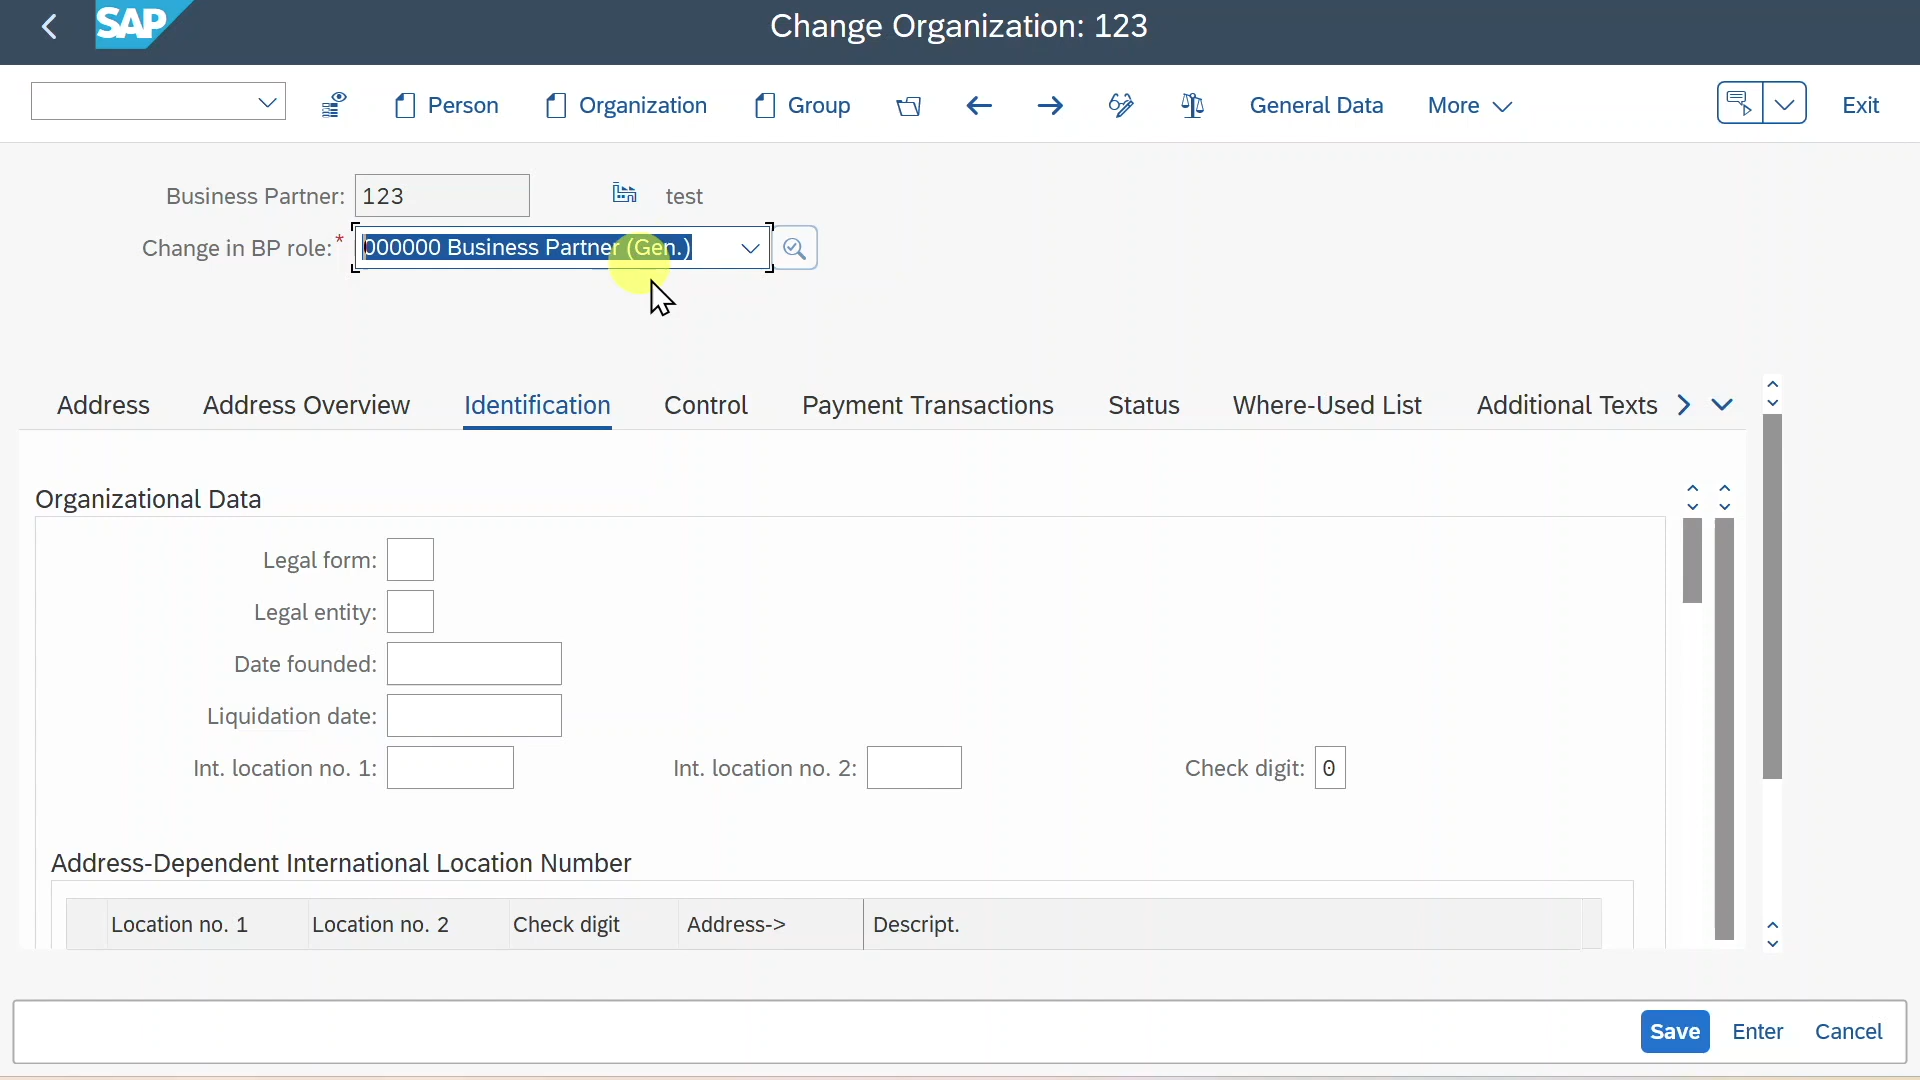 SAP
Change Organization: 123
Person
Organization
Group
General Data
More
Exit
Business Partner: 123 test
Change in BP role:* 000000 Business Partner (Gen.)
Address Address Overview Identification Control Payment Transactions Status Where-Used List Additional Texts
Organizational Data
Legal form:
Legal entity:
Date founded:
Liquidation date:
Int. location no. 1: Int. location no. 2: Check digit: 0
Address-Dependent International Location Number
Location no. 1 Location no. 2 Check digit Address-> Descript.
Save Enter Cancel